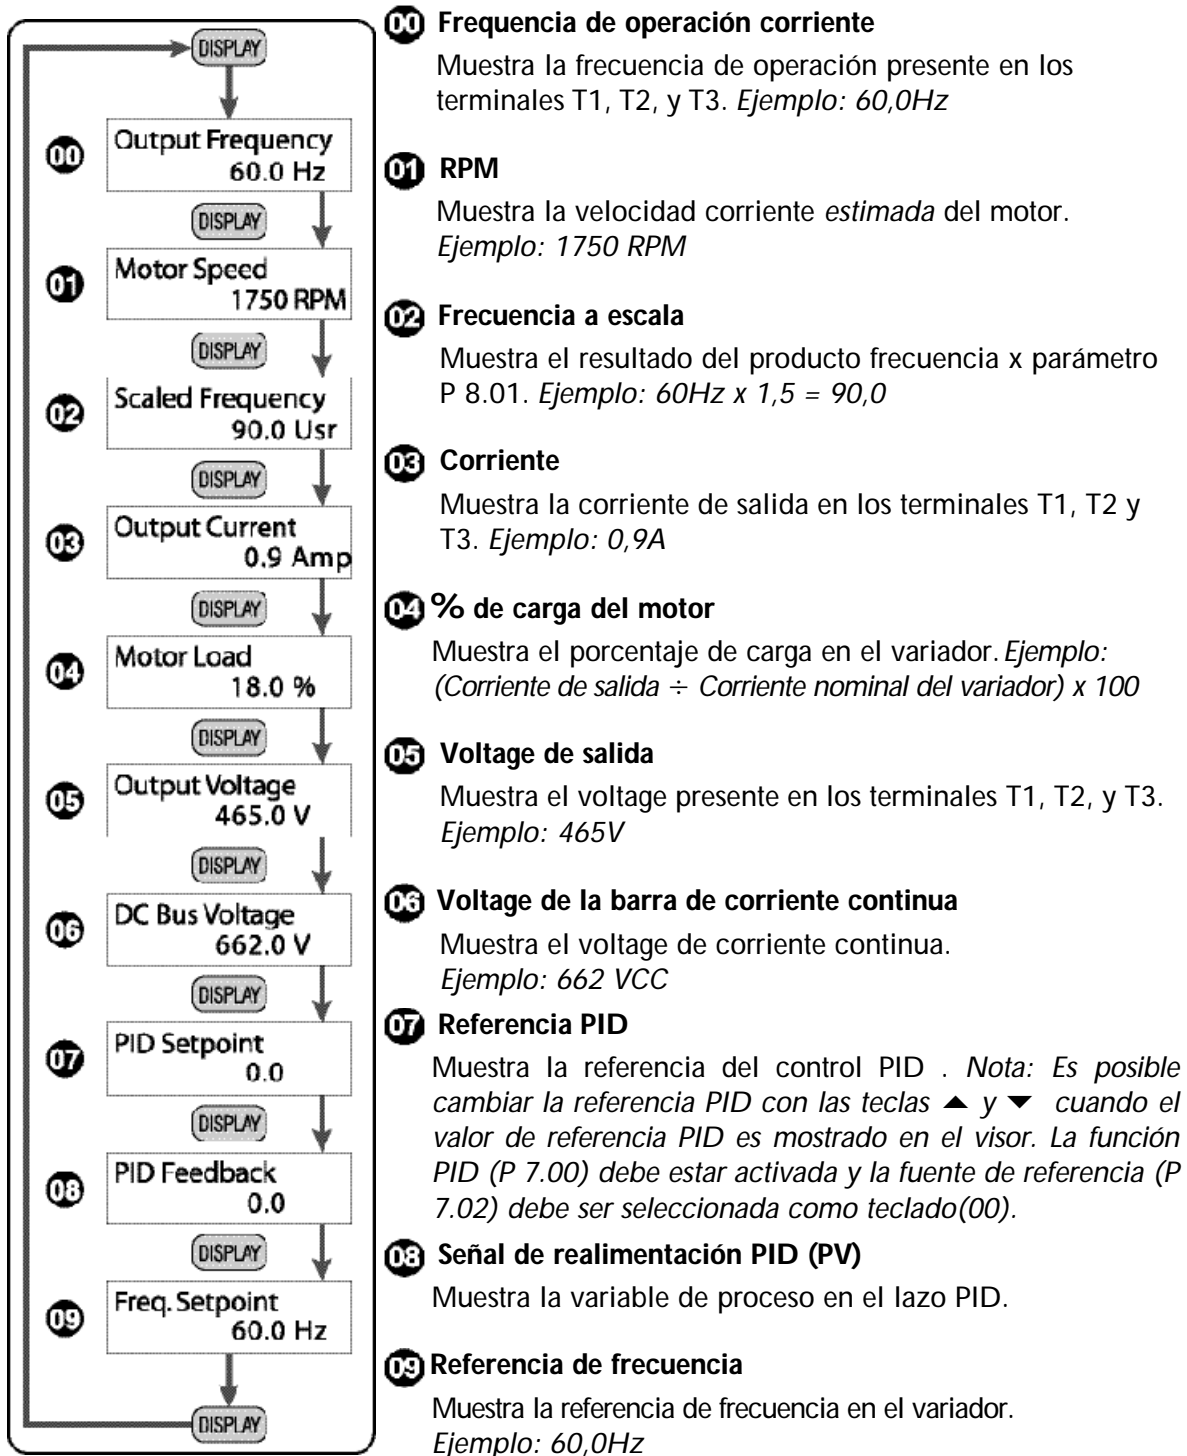 DISPLAY
00
Output Frequency
60.0 Hz
DISPLAY
01
Motor Speed
1750 RPM
DISPLAY
02
Scaled Frequency
90.0 Usr
DISPLAY
03
Output Current
0.9 Amp
DISPLAY
04
Motor Load
18.0 %
DISPLAY
05
Output Voltage
465.0 V
DISPLAY
06
DC Bus Voltage
662.0 V
DISPLAY
07
PID Setpoint
0.0
DISPLAY
08
PID Feedback
0.0
DISPLAY
09
Freq. Setpoint
60.0 Hz
DISPLAY
00 Frequencia de operación corriente
Muestra la frecuencia de operación presente en los
terminales T1, T2, y T3. Ejemplo: 60,0Hz
01 RPM
Muestra la velocidad corriente estimada del motor.
Ejemplo: 1750 RPM
02 Frecuencia a escala
Muestra el resultado del producto frecuencia x parámetro
P 8.01. Ejemplo: 60Hz x 1,5 = 90,0
03 Corriente
Muestra la corriente de salida en los terminales T1, T2 y
T3. Ejemplo: 0,9A
04 % de carga del motor
Muestra el porcentaje de carga en el variador. Ejemplo:
(Corriente de salida ÷ Corriente nominal del variador) x 100
05 Voltage de salida
Muestra el voltage presente en los terminales T1, T2, y T3.
Ejemplo: 465V
06 Voltage de la barra de corriente continua
Muestra el voltage de corriente continua.
Ejemplo: 662 VCC
07 Referencia PID
Muestra la referencia del control PID . Nota: Es posible
cambiar la referencia PID con las teclas ▲ y ▼ cuando el
valor de referencia PID es mostrado en el visor. La función
PID (P 7.00) debe estar activada y la fuente de referencia (P
7.02) debe ser seleccionada como teclado(00).
08 Señal de realimentación PID (PV)
Muestra la variable de proceso en el lazo PID.
09 Referencia de frecuencia
Muestra la referencia de frecuencia en el variador.
Ejemplo: 60,0Hz